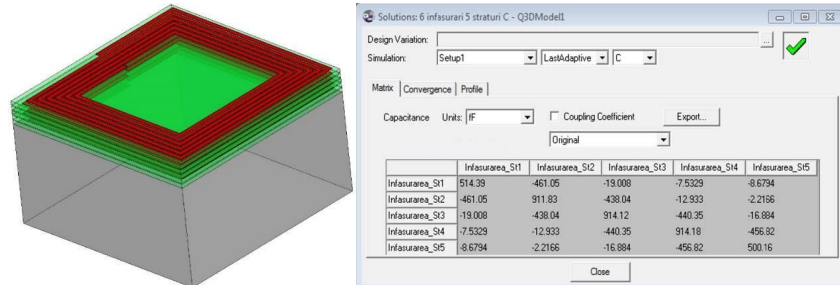 Solutions: 6 infasurari 5 straturi C - Q3DModel1
Design Variation:
...
Simulation: Setup1 LastAdaptive C
Matrix Convergence Profile
Capacitance Units: fF Coupling Coefficient Export...
Original
Infasurarea_St1 Infasurarea_St2 Infasurarea_St3 Infasurarea_St4 Infasurarea_St5
Infasurarea_St1 514.39 -461.05 -19.008 -7.5329 -8.6794
Infasurarea_St2 -461.05 911.83 -438.04 -12.933 -2.2166
Infasurarea_St3 -19.008 -438.04 914.12 -440.35 -16.884
Infasurarea_St4 -7.5329 -12.933 -440.35 914.18 -456.82
Infasurarea_St5 -8.6794 -2.2166 -16.884 -456.82 500.16
Close